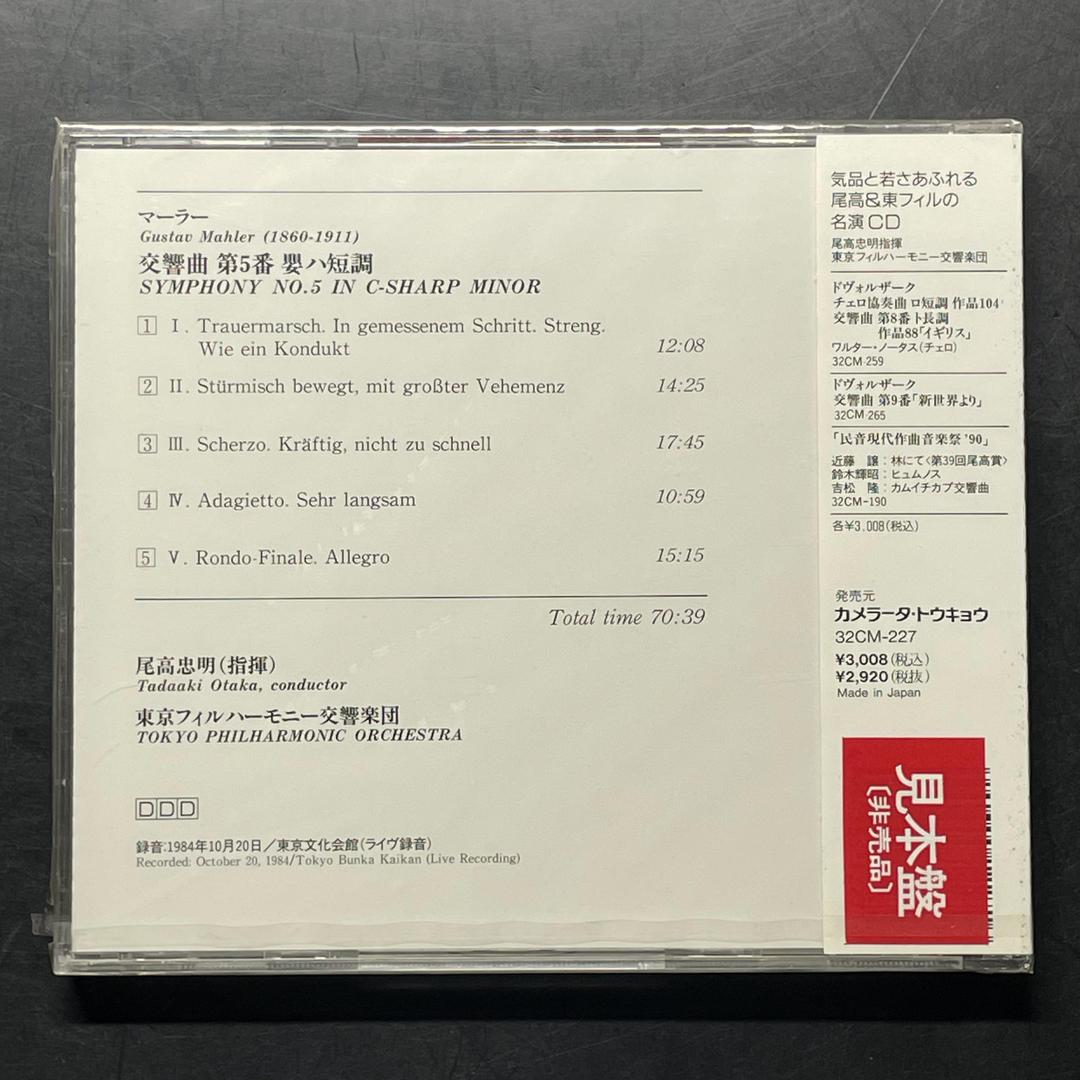 マーラー
Gustav Mahler (1860-1911)
交響曲 第5番 嬰ハ短調
SYMPHONY NO.5 IN C-SHARP MINOR
1 I. Trauermarsch. In gemessenem Schritt. Streng.
Wie ein Kondukt 12:08
2 II. Stürmisch bewegt, mit großter Vehemenz 14:25
3 III. Scherzo. Kräftig, nicht zu schnell 17:45
4 IV. Adagietto. Sehr langsam 10:59
5 V. Rondo-Finale. Allegro 15:15
Total time 70:39
尾高忠明(指揮)
Tadaaki Otaka, conductor
東京フィルハーモニー交響楽団
TOKYO PHILHARMONIC ORCHESTRA
DDD
録音:1984年10月20日/東京文化会館(ライヴ録音)
Recorded: October 20, 1984/Tokyo Bunka Kaikan (Live Recording)
気品と若さあふれる
尾高&東フィルの
名演CD
尾高忠明指揮
東京フィルハーモニー交響楽団
ドヴォルザーク
チェロ協奏曲 ロ短調 作品104
交響曲 第8番ト長調
作品88「イギリス」
ワルター・ノータス(チェロ)
32CM-259
ドヴォルザーク
交響曲 第9番「新世界より」
32CM-265
「民音現代作曲音楽祭'90」
近藤 譲:林にて〈第39回尾高賞〉
鈴木輝昭:ヒュムノス
吉松 隆:カムイチカプ交響曲
32CM-190
各¥3,008(税込)
発売元
カメラータ・トウキョウ
32CM-227
¥3,008(税込)
¥2,920(税抜)
Made in Japan
見本盤
〔非売品〕